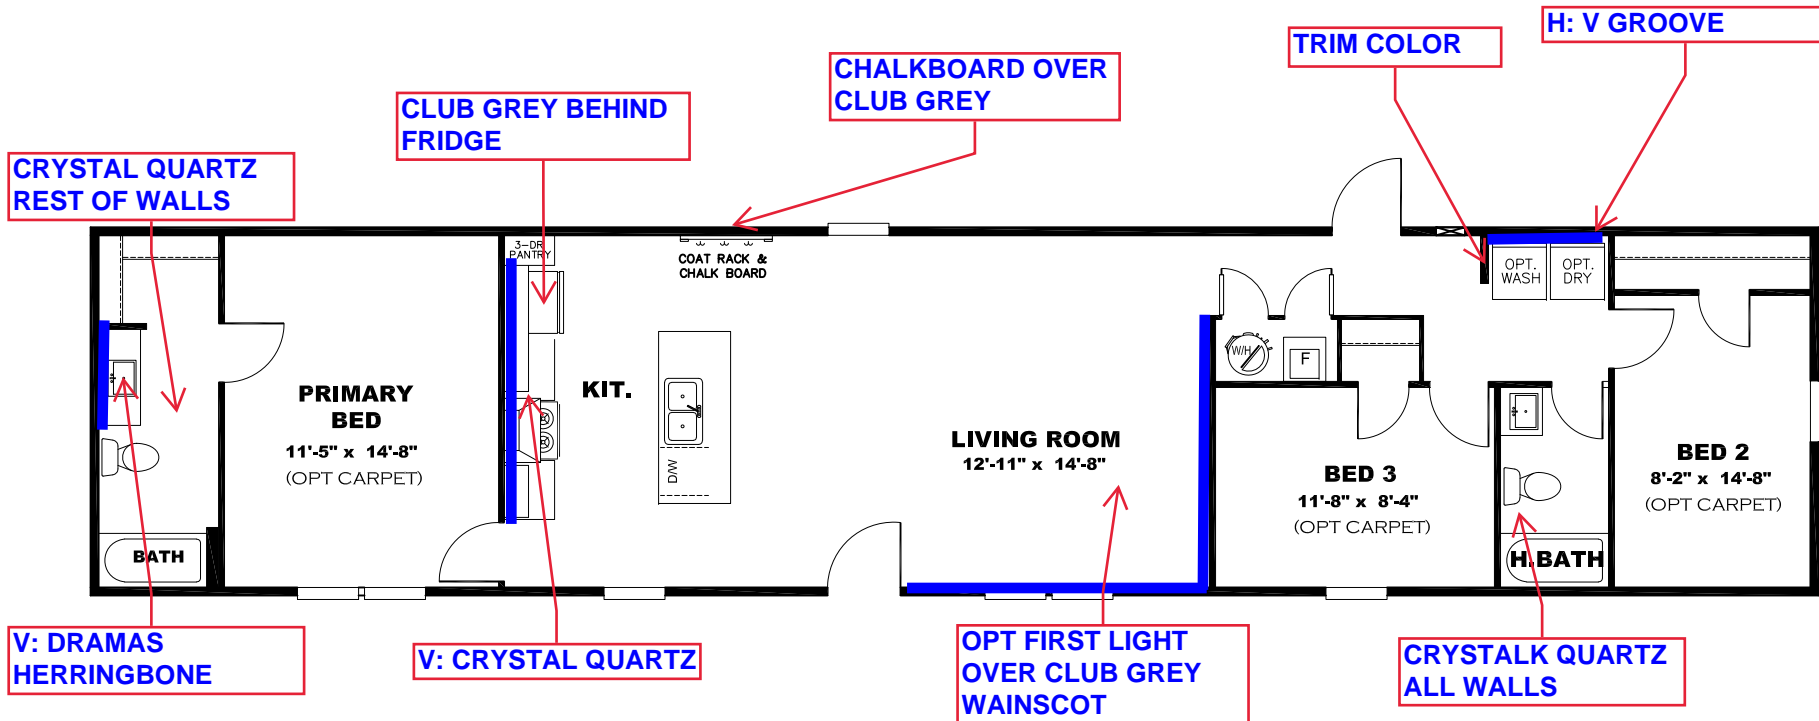 H: V GROOVE
TRIM COLOR
CHALKBOARD OVER
CLUB GREY
CLUB GREY BEHIND
FRIDGE
CRYSTAL QUARTZ
REST OF WALLS
3-DR
PANTRY
COAT RACK &
CHALK BOARD
OPT.
WASH
OPT.
DRY
W/H
F
PRIMARY
BED
11'-5" x 14'-8"
(OPT CARPET)
KIT.
D/W
LIVING ROOM
12'-11" x 14'-8"
BED 3
11'-8" x 8'-4"
(OPT CARPET)
BED 2
8'-2" x 14'-8"
(OPT CARPET)
BATH
H.BATH
V: DRAMAS
HERRINGBONE
V: CRYSTAL QUARTZ
OPT FIRST LIGHT
OVER CLUB GREY
WAINSCOT
CRYSTALK QUARTZ
ALL WALLS